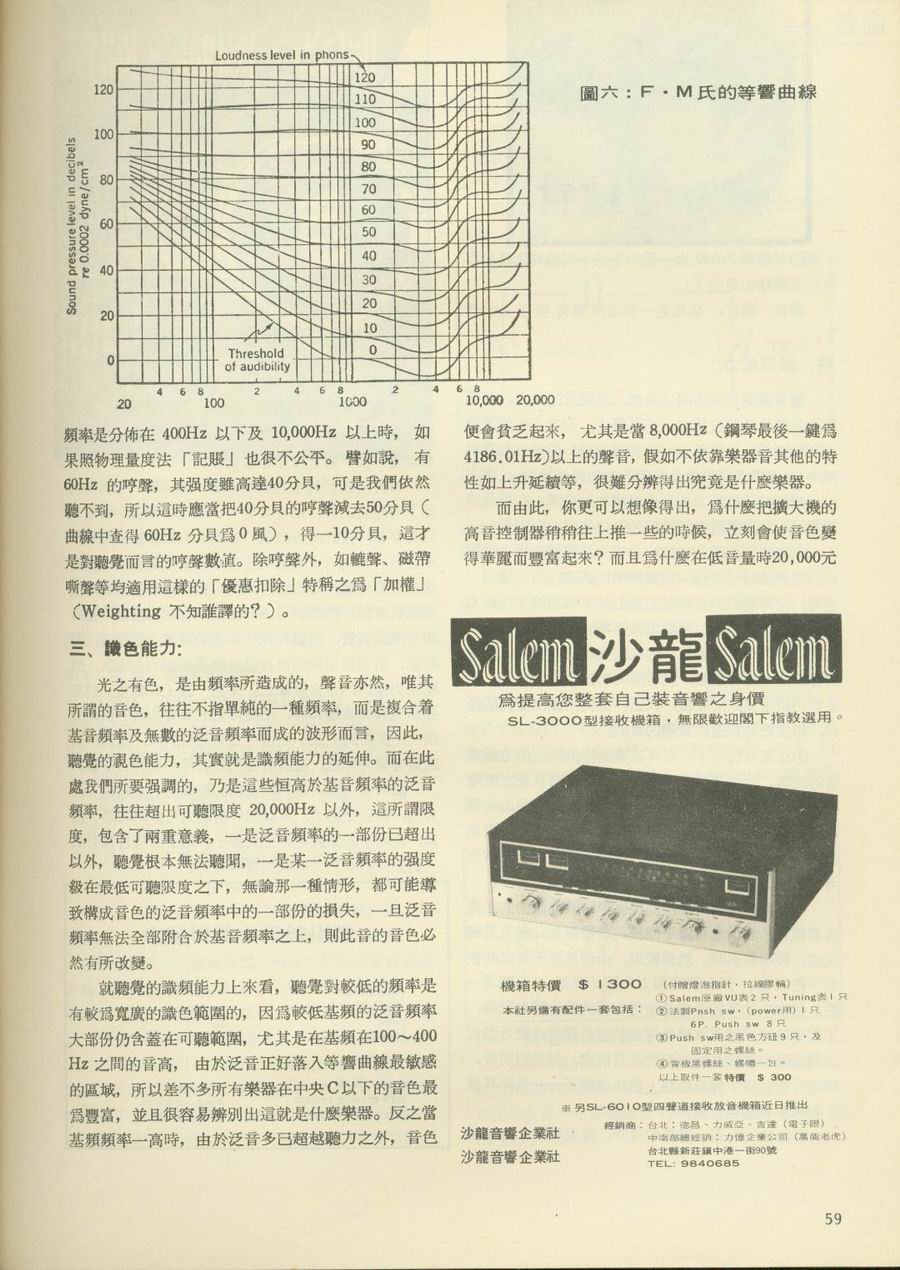 Loudness level in phons
圖六：F・M氏的等響曲線
Sound pressure level in decibels
re 0.0002 dyne/cm²
120
100
80
60
40
20
0
120
110
100
90
80
70
60
50
40
30
20
10
0
Threshold
of audibility
4 6 8 2 4 6 8 2 4 6 8
20 100 1000 10,000 20,000
頻率是分佈在 400Hz 以下及 10,000Hz 以上時，如
果照物理量度法「記賬」也很不公平。譬如說，有
60Hz 的哼聲，其强度雖高達40分貝，可是我們依然
聽不到，所以這時應當把40分貝的哼聲減去50分貝（
曲線中查得 60Hz 分貝爲 0 風），得一10分貝，這才
是對聽覺而言的哼聲數値。除哼聲外，如轆聲、磁帶
嘶聲等均適用這樣的「優惠扣除」特稱之爲「加權」
（Weighting 不知誰譯的？）。
三、識色能力：
光之有色，是由頻率所造成的，聲音亦然，唯其
所謂的音色，往往不指單純的一種頻率，而是複合着
基音頻率及無數的泛音頻率而成的波形而言，因此，
聽覺的視色能力，其實就是識頻能力的延伸。而在此
處我們所要强調的，乃是這些恒高於基音頻率的泛音
頻率，往往超出可聽限度 20,000Hz 以外，這所謂限
度，包含了兩重意義，一是泛音頻率的一部份已超出
以外，聽覺根本無法聽聞，一是某一泛音頻率的强度
級在最低可聽限度之下，無論那一種情形，都可能導
致構成音色的泛音頻率中的一部份的損失，一旦泛音
頻率無法全部附合於基音頻率之上，則此音的音色必
然有所改變。
就聽覺的識頻能力上來看，聽覺對較低的頻率是
有較爲寬廣的識色範圍的，因爲較低基頻的泛音頻率
大部份仍含蓋在可聽範圍，尤其是在基頻在100～400
Hz 之間的音高，由於泛音正好落入等響曲線最敏感
的區域，所以差不多所有樂器在中央C以下的音色最
爲豐富，並且很容易辨別出這就是什麼樂器。反之當
基頻頻率一高時，由於泛音多已超越聽力之外，音色
便會貧乏起來，尤其是當 8,000Hz（鋼琴最後一鍵爲
4186.01Hz)以上的聲音，假如不依靠樂器音其他的特
性如上升延續等，很難分辨得出究竟是什麼樂器。
而由此，你更可以想像得出，爲什麼把擴大機的
高音控制器稍稍往上推一些的時候，立刻會使音色變
得華麗而豐富起來？而且爲什麼在低音量時20,000元
Salem 沙龍 Salem
爲提高您整套自己裝音響之身價
SL-3000型接收機箱，無限歡迎閣下指教選用。
機箱特價 $ 1300 （付贈燈泡指針，拉線膠輪）
本社另備有配件一套包括：①Salem原廠VU表2只，Tuning表1只
②法製Pnsh sw，(power用) 1只
6P. Push sw 8只
③Push sw用之黑色方鈕9只，及
固定用之螺絲。
④背板黑螺絲、螺帽一包。
以上取件一套特價 $ 300
※另SL-6010型四聲道接收放音機箱近日推出
沙龍音響企業社
沙龍音響企業社
經銷商：台北：德昌、力威亞、吉達（電子眼）
中南部總經銷：力億企業公司（萬能老虎）
台北縣新莊鎭中港一街90號
TEL: 9840685
59